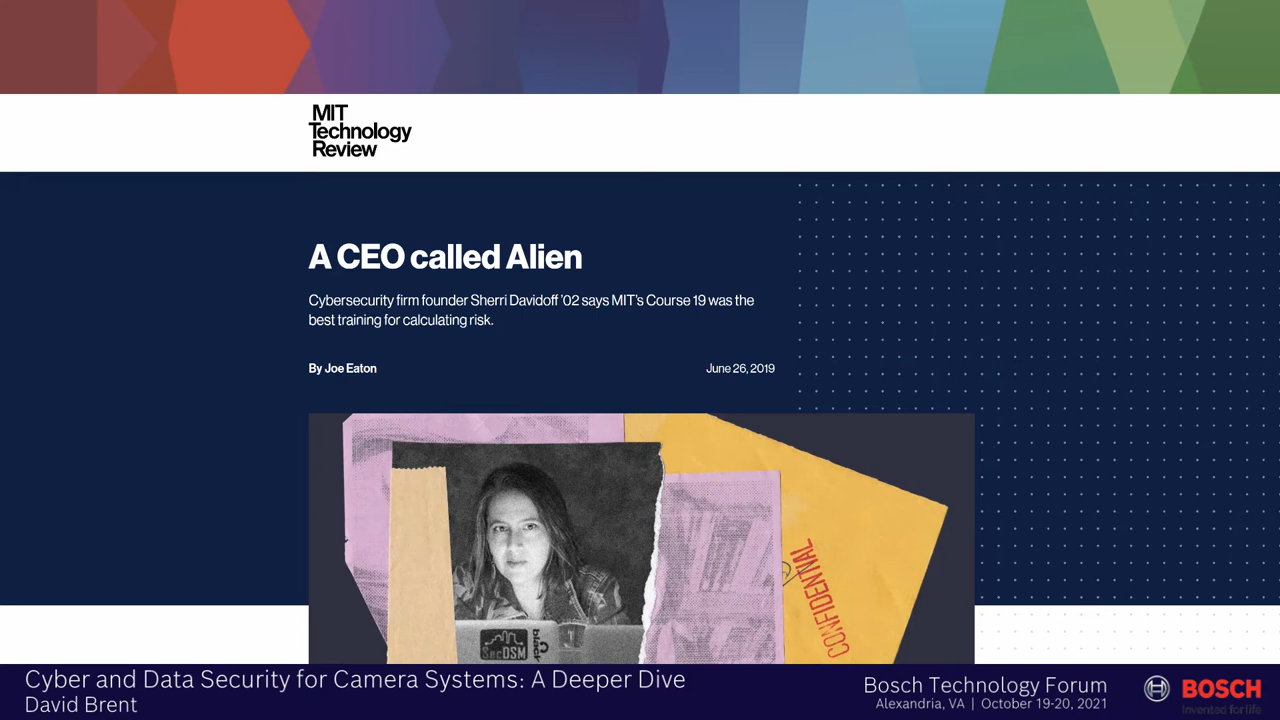 MIT
Technology
Review
A CEO called Alien
Cybersecurity firm founder Sherri Davidoff ’02 says MIT’s Course 19 was the
best training for calculating risk.
By Joe Eaton
June 26, 2019
CONFIDENTIAL
SecDSM
black
Cyber and Data Security for Camera Systems: A Deeper Dive
David Brent
Bosch Technology Forum
Alexandria, VA | October 19-20, 2021
BOSCH
Invented for life